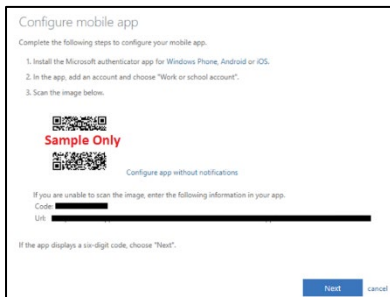 Configure mobile app
Complete the following steps to configure your mobile app.
1. Install the Microsoft authenticator app for Windows Phone, Android or iOS.
2. In the app, add an account and choose "Work or school account".
3. Scan the image below.
Sample Only
Configure app without notifications
If you are unable to scan the image, enter the following information in your app.
Code:
Url:
If the app displays a six-digit code, choose "Next".
Next cancel